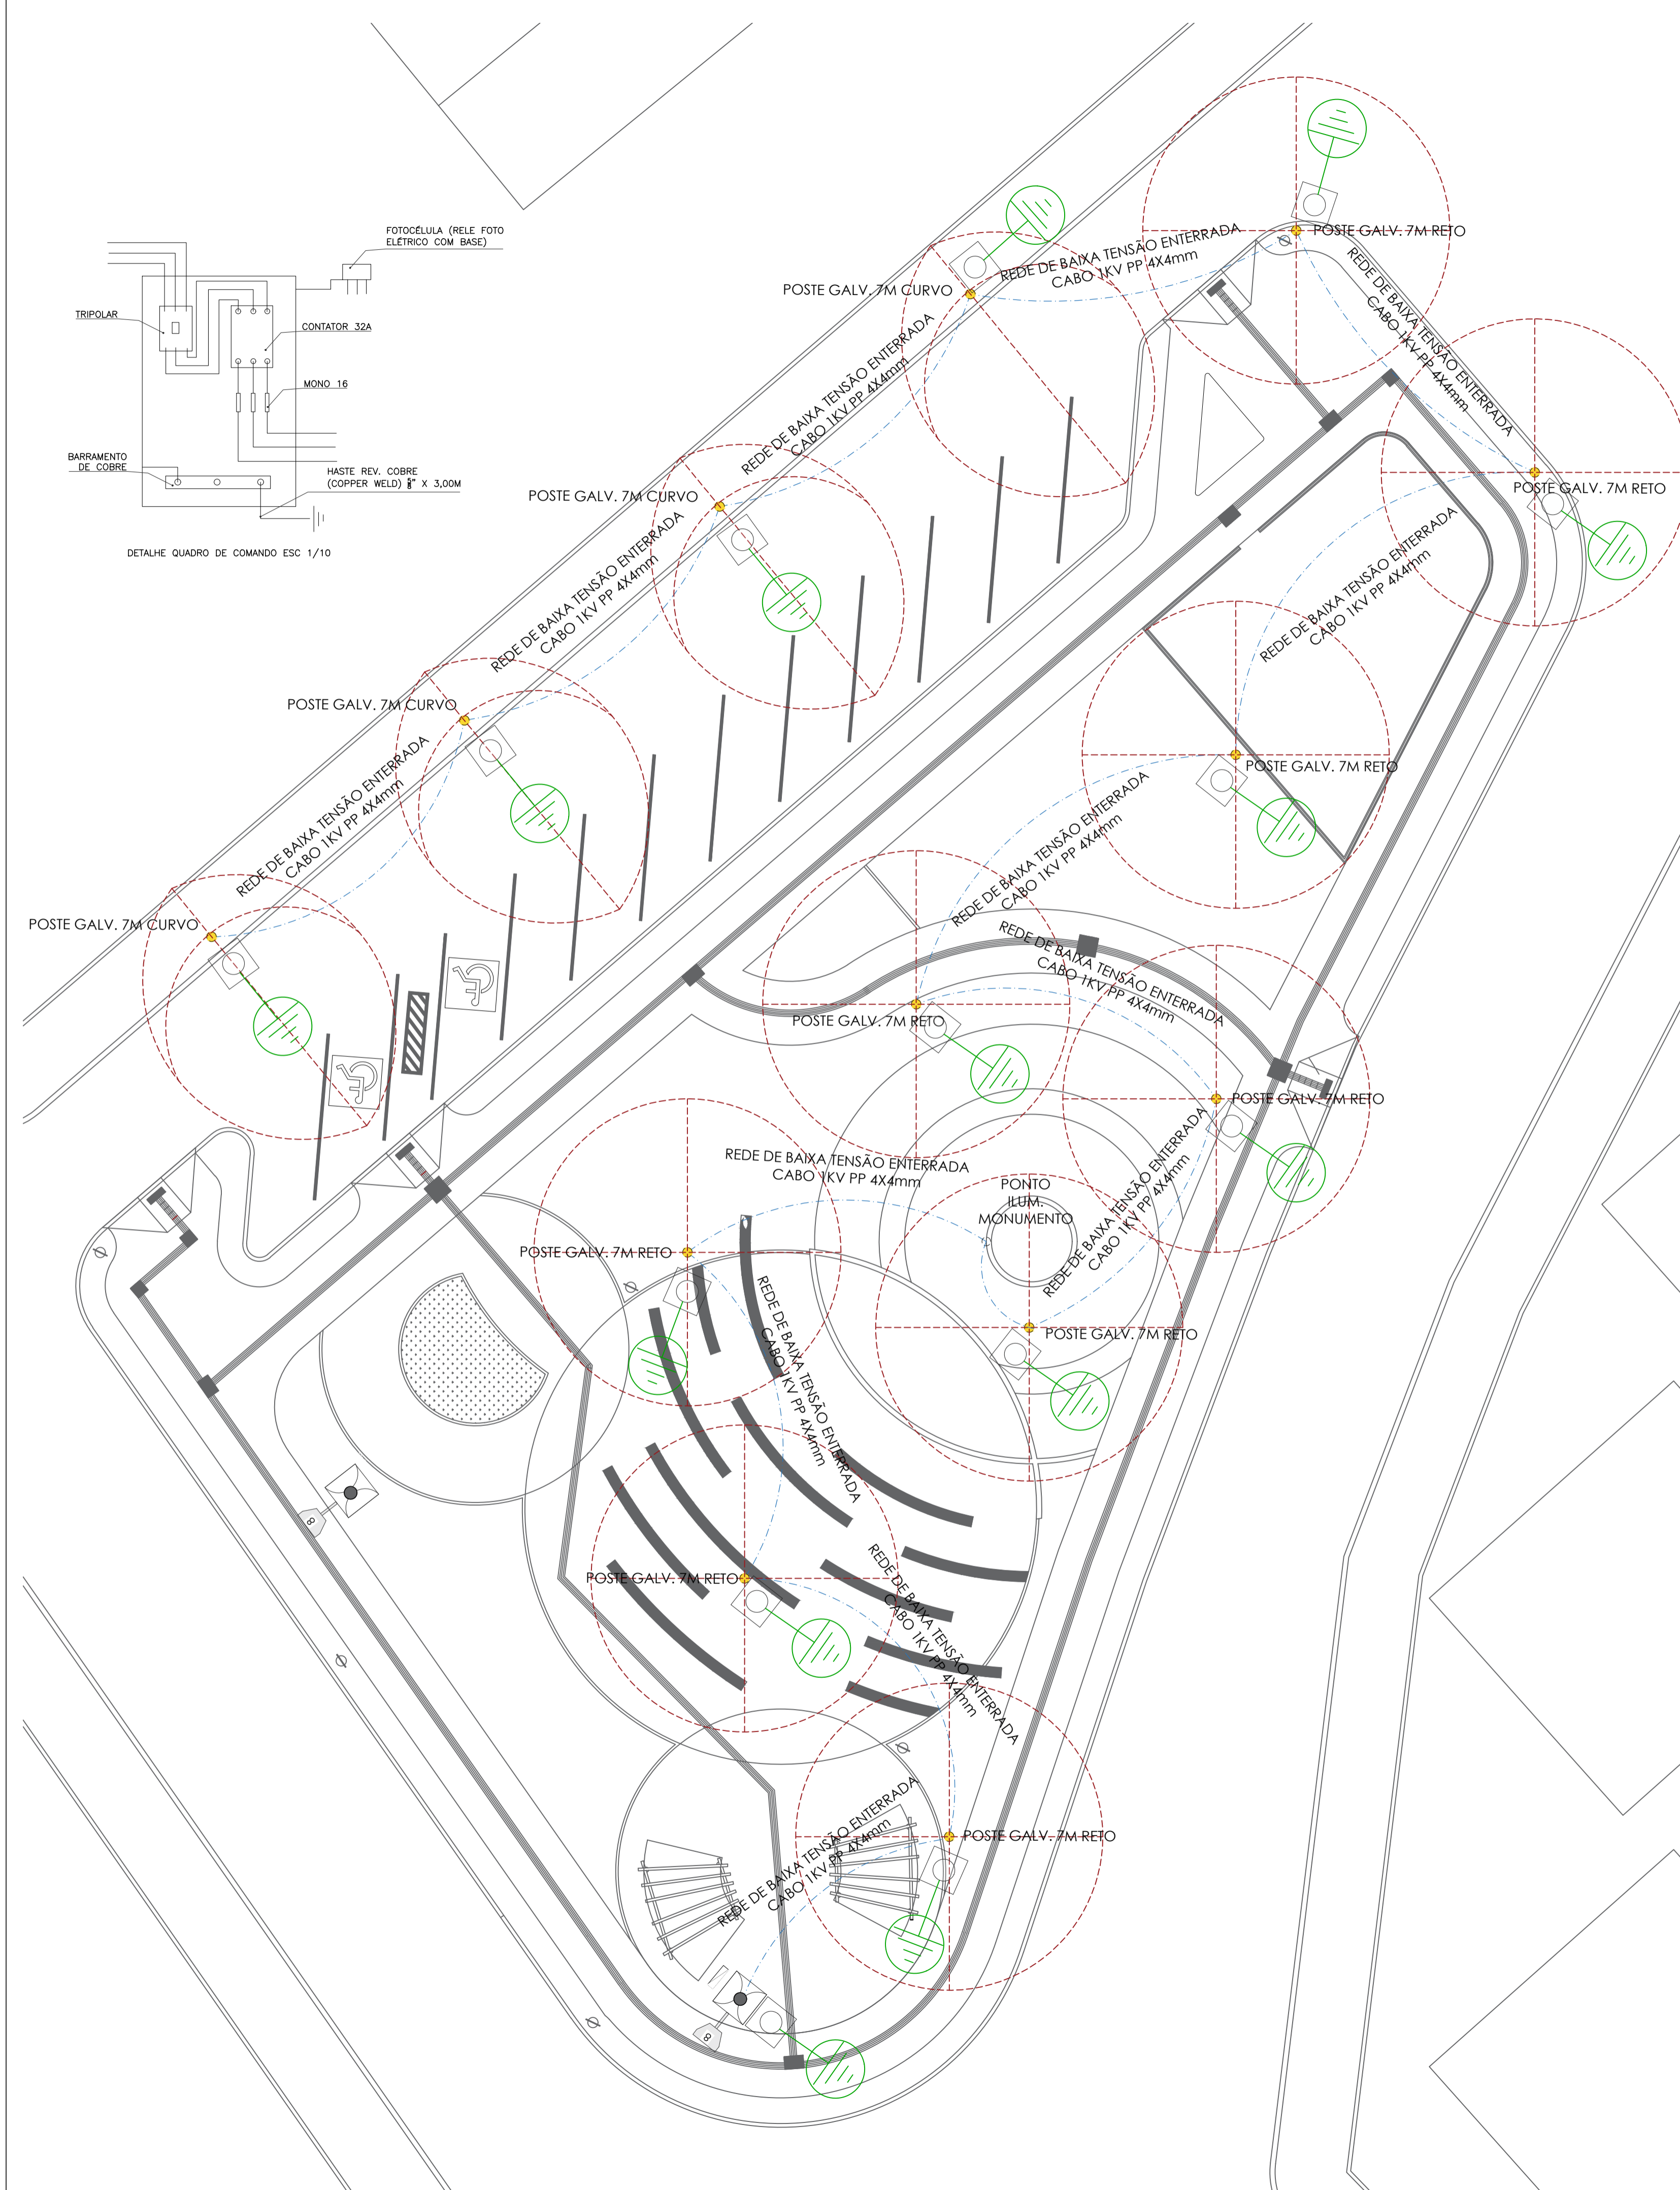 FOTOCÉLULA (RELE FOTO
ELÉTRICO COM BASE)
TRIPOLAR
CONTATOR 32A
MONO 16
BARRAMENTO
DE COBRE
HASTE REV. COBRE
(COPPER WELD) 5/8" X 3,00M
DETALHE QUADRO DE COMANDO ESC 1/10
POSTE GALV. 7M RETO
REDE DE BAIXA TENSÃO ENTERRADA
CABO 1KV PP 4X4mm
POSTE GALV. 7M CURVO
REDE DE BAIXA TENSÃO ENTERRADA
CABO 1KV PP 4X4mm
REDE DE BAIXA TENSÃO ENTERRADA
CABO 1KV PP 4X4mm
POSTE GALV. 7M RETO
POSTE GALV. 7M CURVO
REDE DE BAIXA TENSÃO ENTERRADA
CABO 1KV PP 4X4mm
REDE DE BAIXA TENSÃO ENTERRADA
CABO 1KV PP 4X4mm
POSTE GALV. 7M CURVO
POSTE GALV. 7M RETO
REDE DE BAIXA TENSÃO ENTERRADA
CABO 1KV PP 4X4mm
REDE DE BAIXA TENSÃO ENTERRADA
CABO 1KV PP 4X4mm
POSTE GALV. 7M CURVO
REDE DE BAIXA TENSÃO ENTERRADA
CABO 1KV PP 4X4mm
POSTE GALV. 7M RETO
POSTE GALV. 7M RETO
REDE DE BAIXA TENSÃO ENTERRADA
CABO 1KV PP 4X4mm
REDE DE BAIXA TENSÃO ENTERRADA
CABO 1KV PP 4X4mm
PONTO
ILUM.
MONUMENTO
POSTE GALV. 7M RETO
POSTE GALV. 7M RETO
REDE DE BAIXA TENSÃO ENTERRADA
CABO 1KV PP 4X4mm
8
POSTE GALV. 7M RETO
REDE DE BAIXA TENSÃO ENTERRADA
CABO 1KV PP 4X4mm
REDE DE BAIXA TENSÃO ENTERRADA
CABO 1KV PP 4X4mm
POSTE GALV. 7M RETO
8